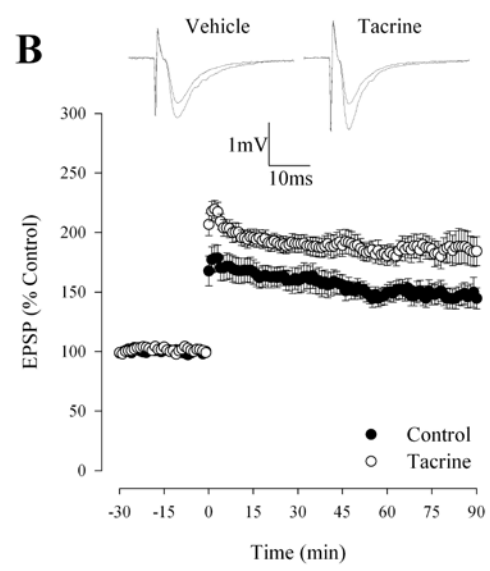 B
Vehicle
Tacrine
1mV
10ms
EPSP (% Control)
300
250
200
150
100
50
0
Control
Tacrine
-30 -15 0 15 30 45 60 75 90
Time (min)